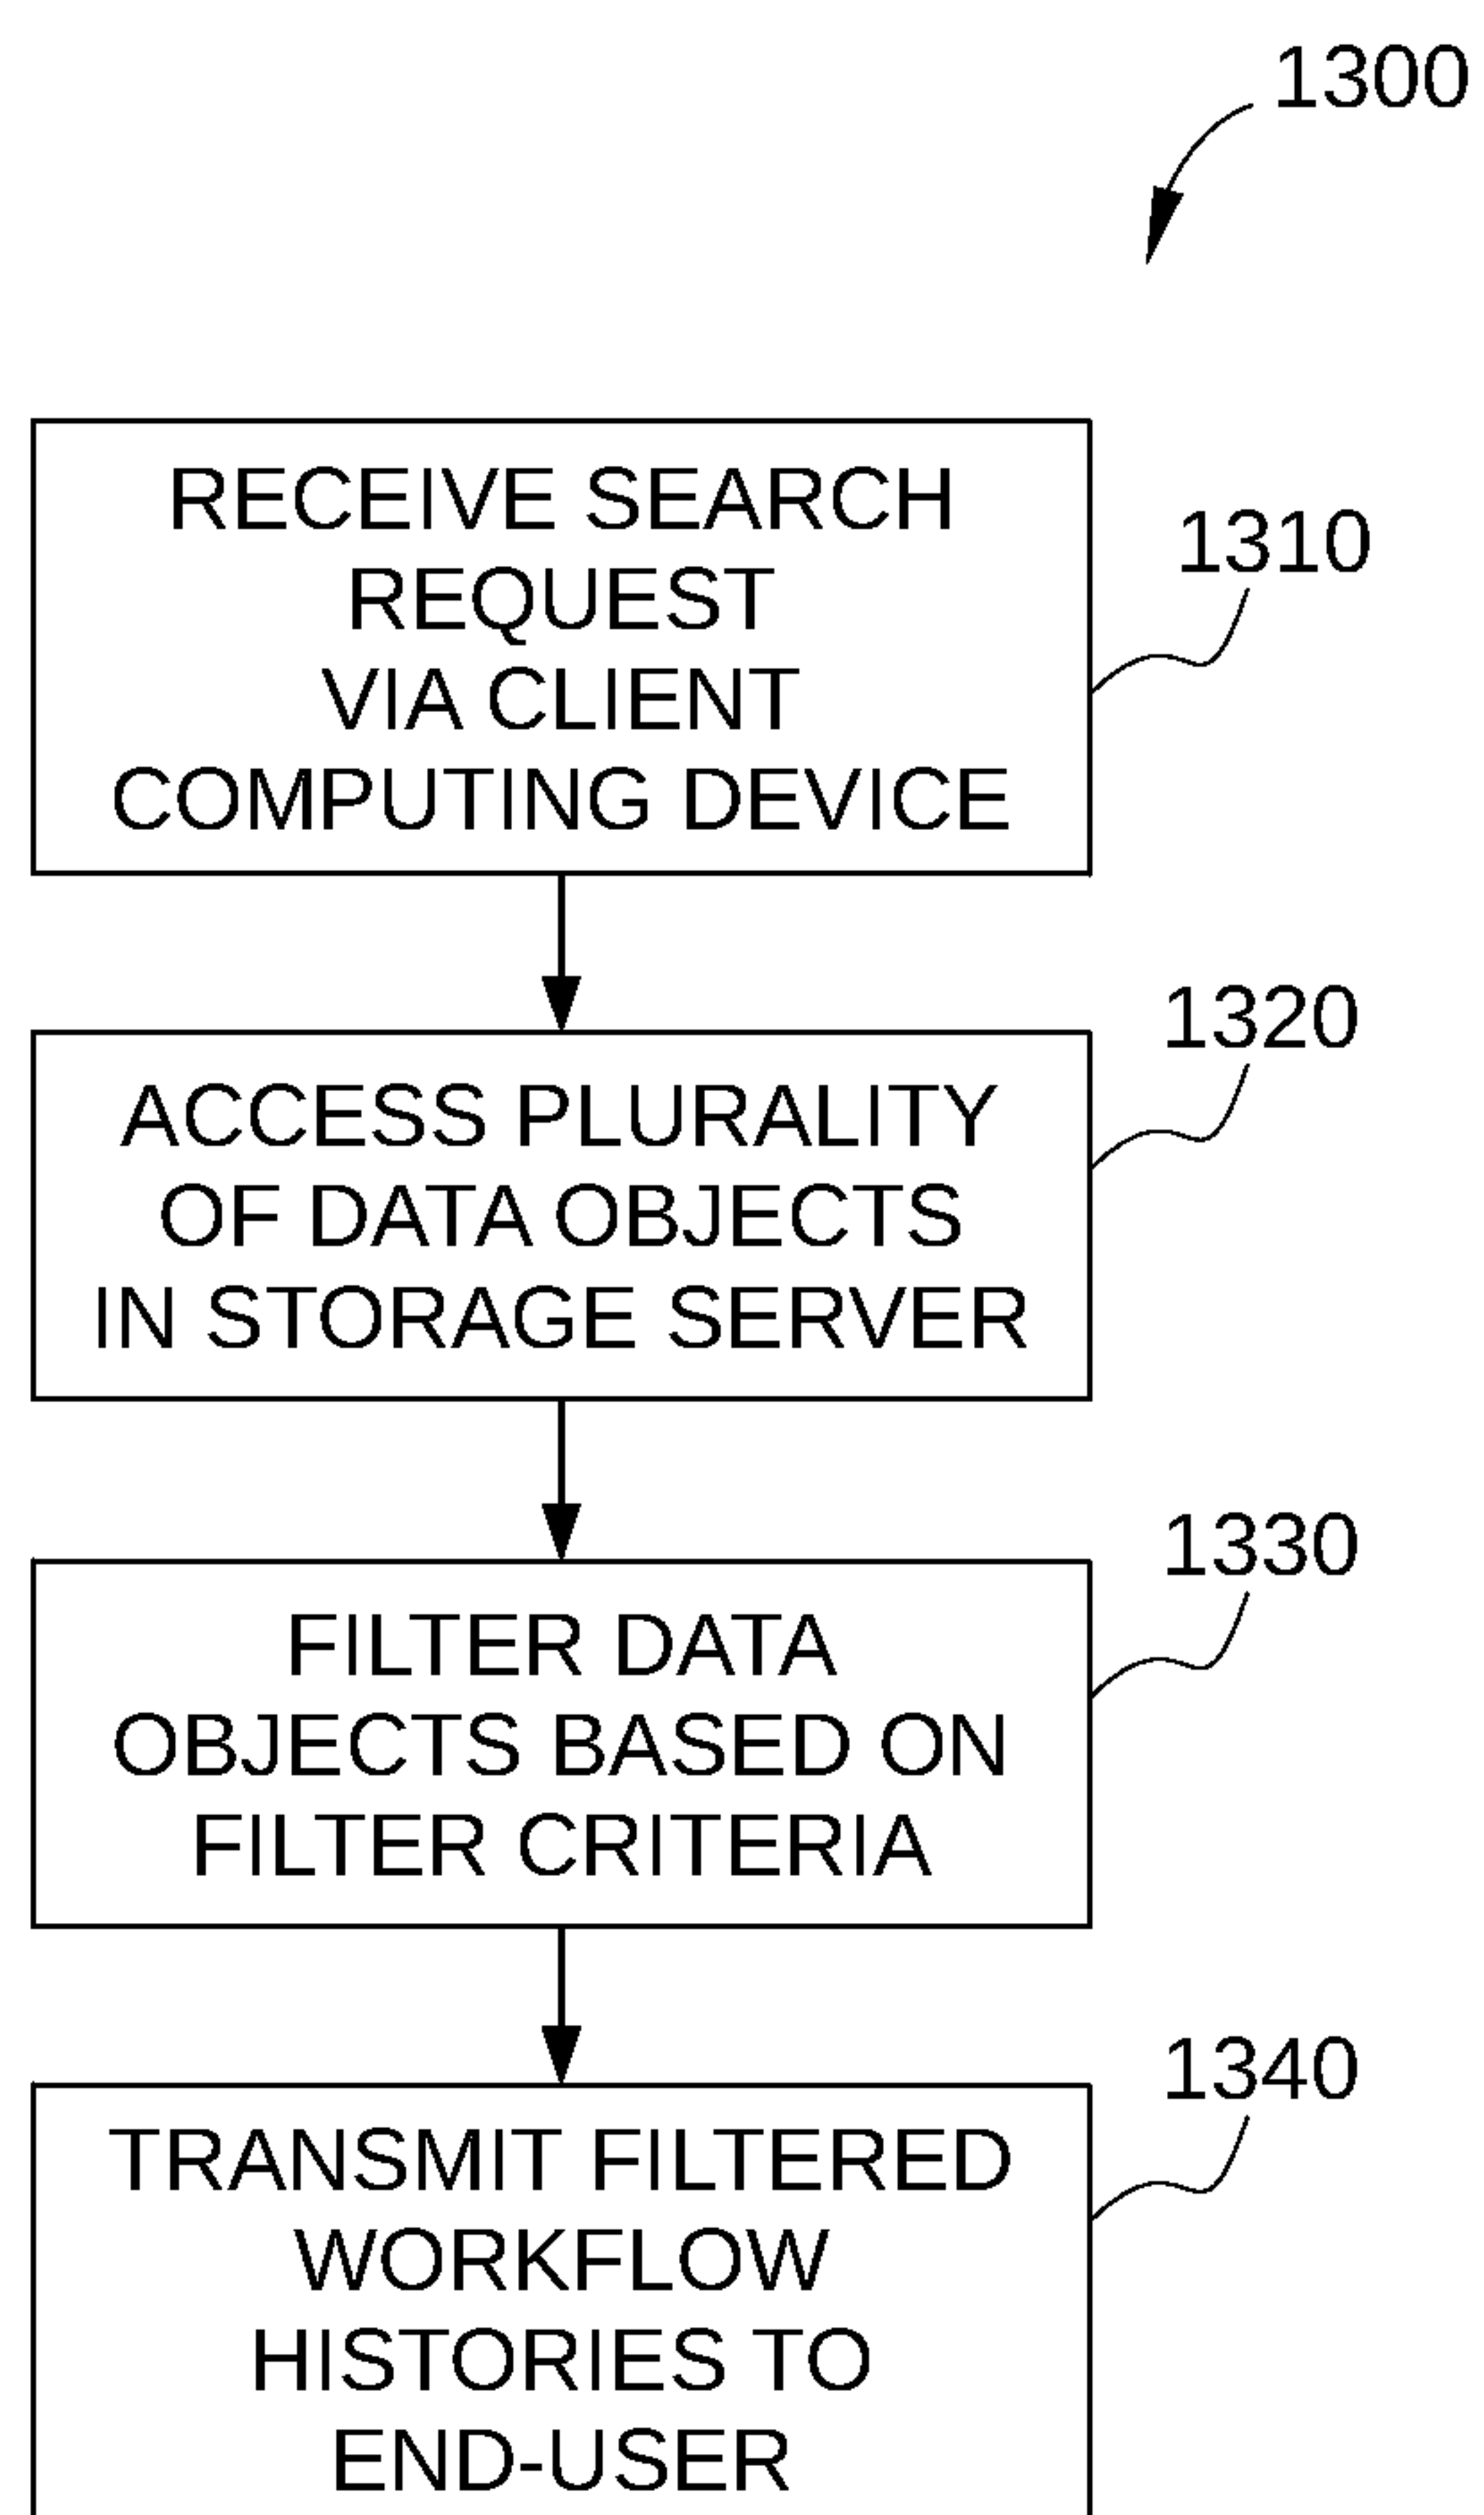 1300
RECEIVE SEARCH
REQUEST
VIA CLIENT
COMPUTING DEVICE
1310
ACCESS PLURALITY
OF DATA OBJECTS
IN STORAGE SERVER
1320
FILTER DATA
OBJECTS BASED ON
FILTER CRITERIA
1330
TRANSMIT FILTERED
WORKFLOW
HISTORIES TO
END-USER
1340